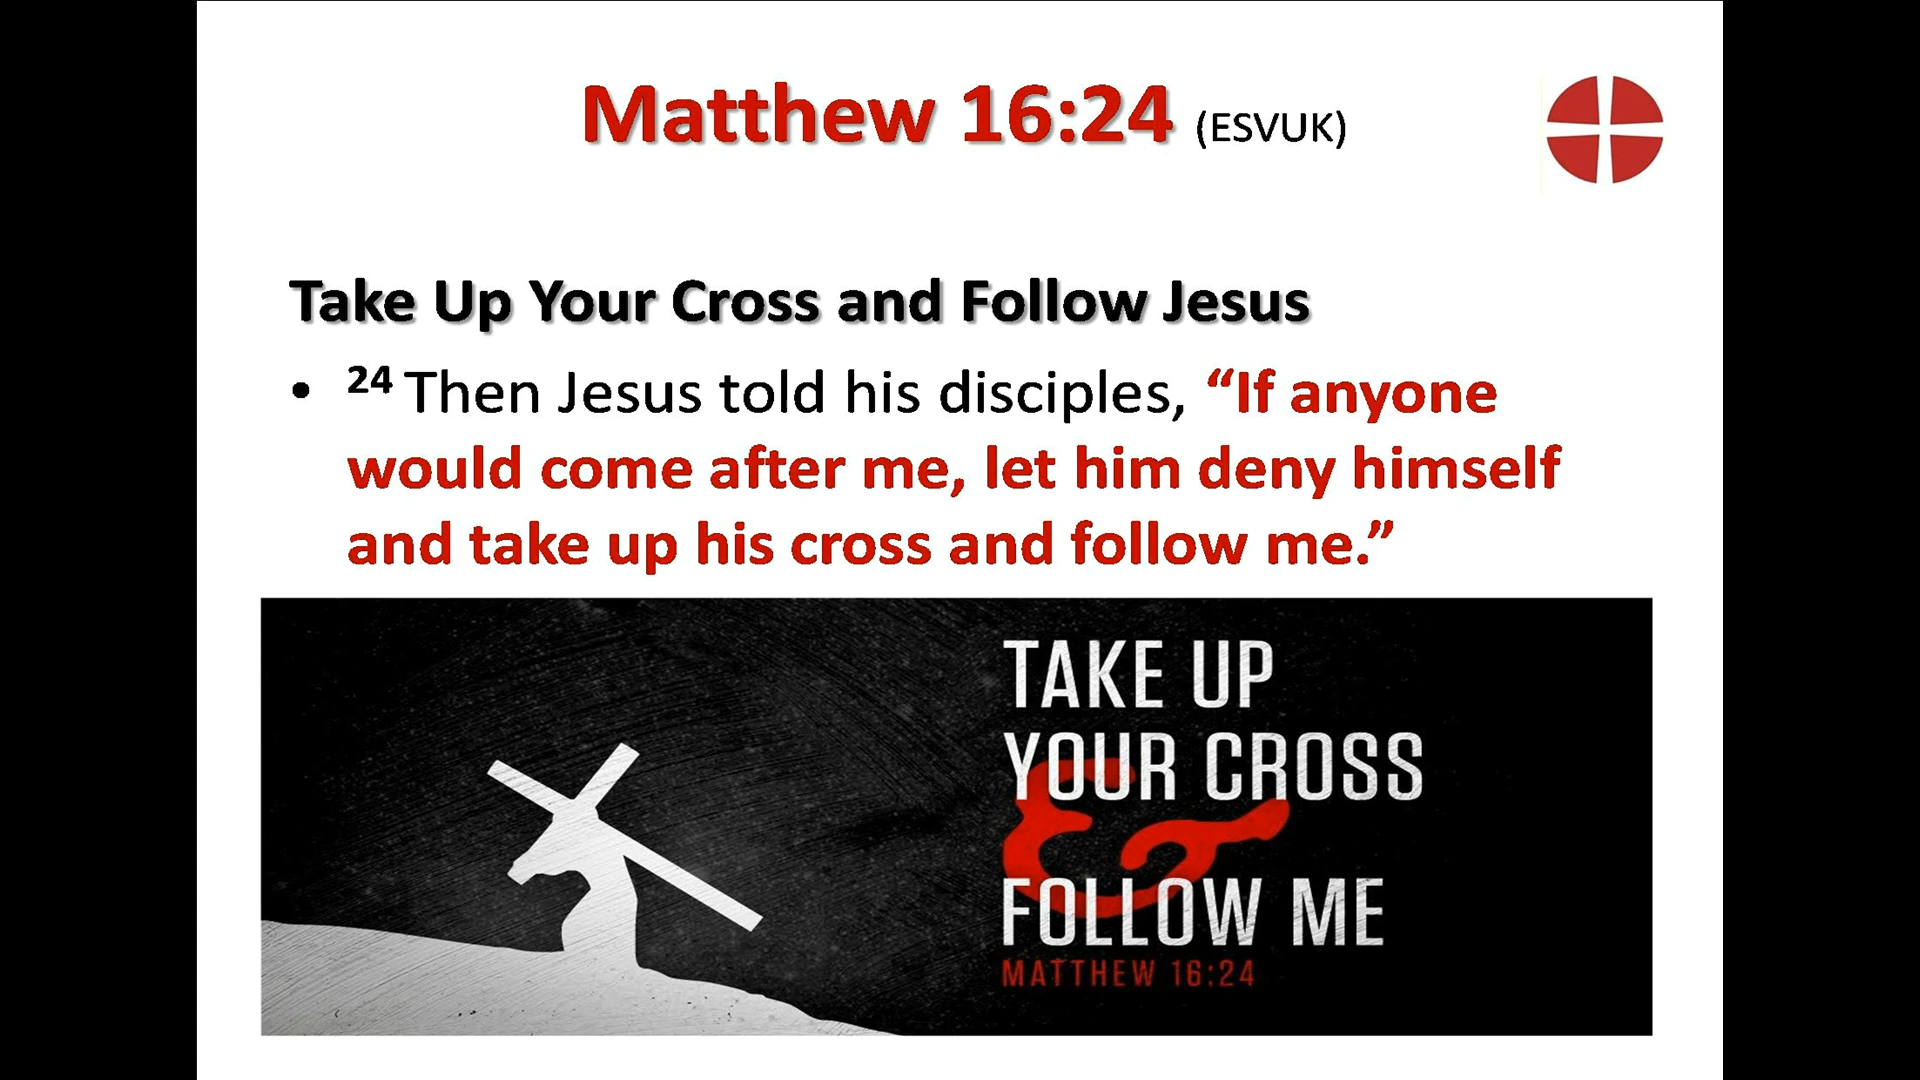 Matthew 16:24 (ESVUK)
Take Up Your Cross and Follow Jesus
• 24 Then Jesus told his disciples, “If anyone
would come after me, let him deny himself
and take up his cross and follow me.”
TAKE UP
YOUR CROSS
&
FOLLOW ME
MATTHEW 16:24